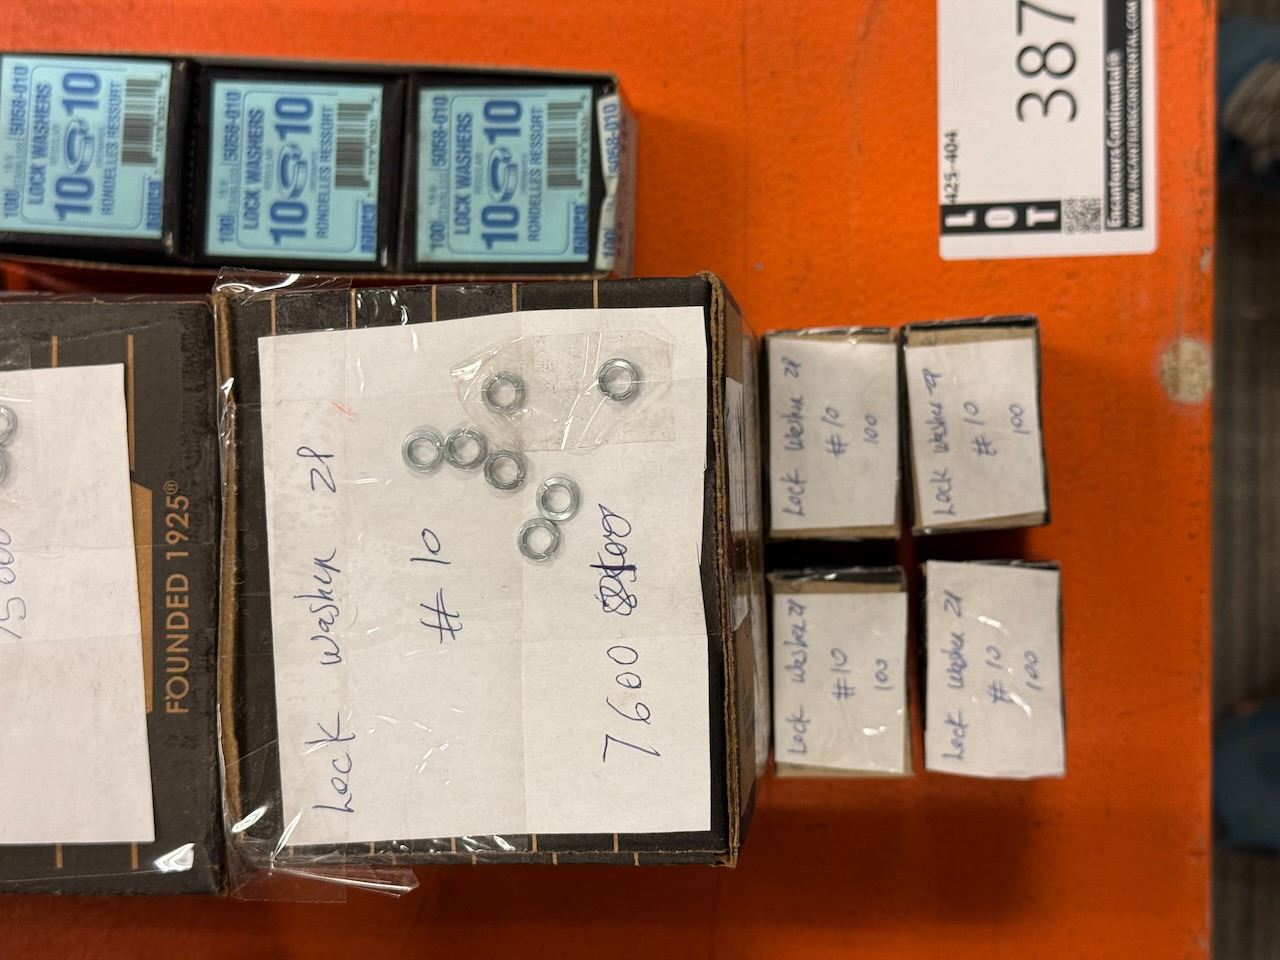 100
5058-010
LOCK WASHERS
10
10
RONDELLES RESSORT
100
5058-010
LOCK WASHERS
10
10
RONDELLES RESSORT
100
5058-010
LOCK WASHERS
10
10
RONDELLES RESSORT
5058-010
LOT
425-404
387
Encanteurs Continental®
WWW.ENCANTEURSCONTINENTAL.COM
FOUNDED 1925®
Lock washer ZP
# 10
7600
Lock Washer ZP
#10
100
Lock Washer ZP
#10
100
Lock Washer ZP
#10
100
Lock Washer ZP
#10
100